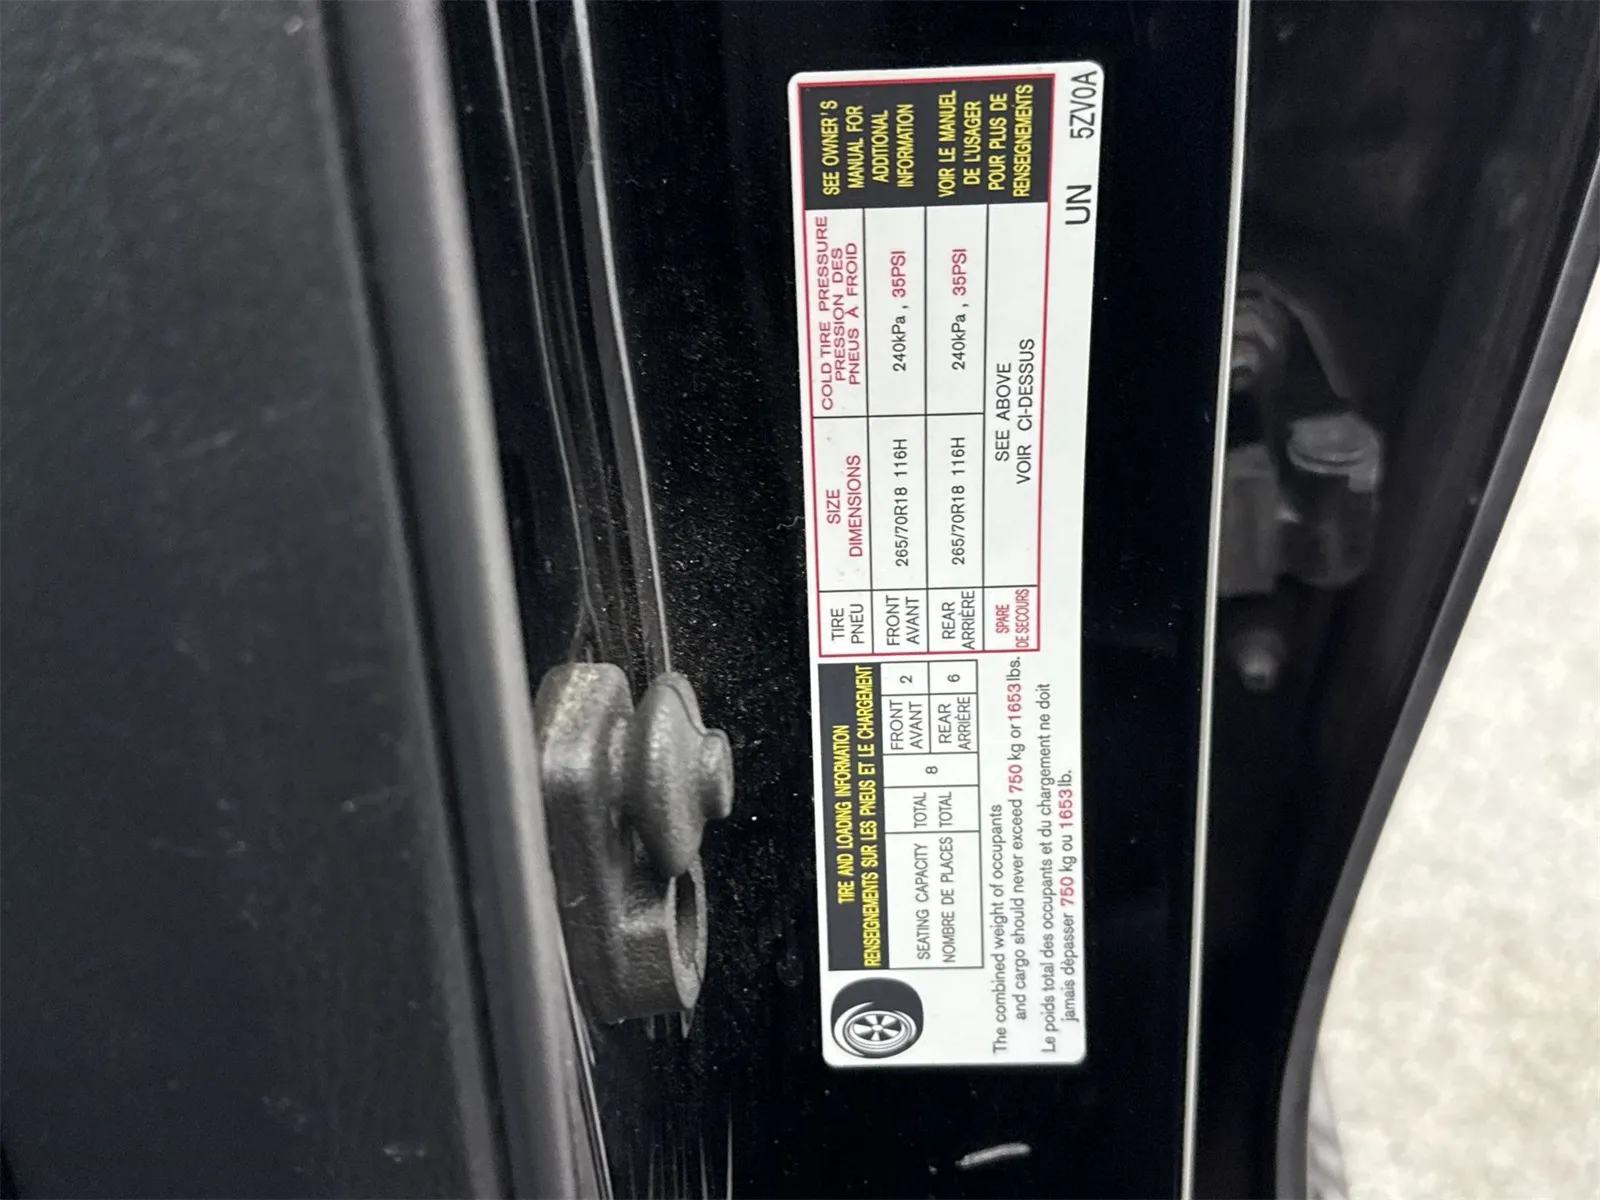 TIRE AND LOADING INFORMATION
RENSEIGNEMENTS SUR LES PNEUS ET LE CHARGEMENT
SEATING CAPACITY TOTAL
NOMBRE DE PLACES TOTAL
8
FRONT
AVANT
2
REAR
ARRIÈRE
6
The combined weight of occupants
and cargo should never exceed 750 kg or 1653 lbs.
Le poids total des occupants et du chargement ne doit
jamais dépasser 750 kg ou 1653 lb.
TIRE
PNEU
SIZE
DIMENSIONS
COLD TIRE PRESSURE
PRESSION DES
PNEUS À FROID
FRONT
AVANT
265/70R18 116H
240kPa , 35PSI
REAR
ARRIÈRE
265/70R18 116H
240kPa , 35PSI
SPARE
DE SECOURS
SEE ABOVE
VOIR CI-DESSUS
SEE OWNER'S
MANUAL FOR
ADDITIONAL
INFORMATION
VOIR LE MANUEL
DE L'USAGER
POUR PLUS DE
RENSEIGNEMENTS
UN 5ZV0A